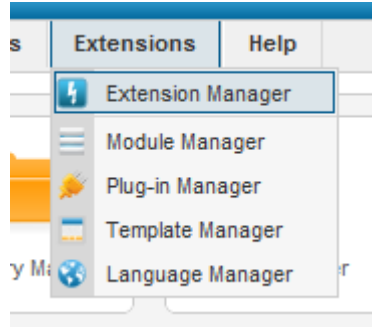 s Extensions Help
Extension Manager
Module Manager
Plug-in Manager
Template Manager
Language Manager
y M r